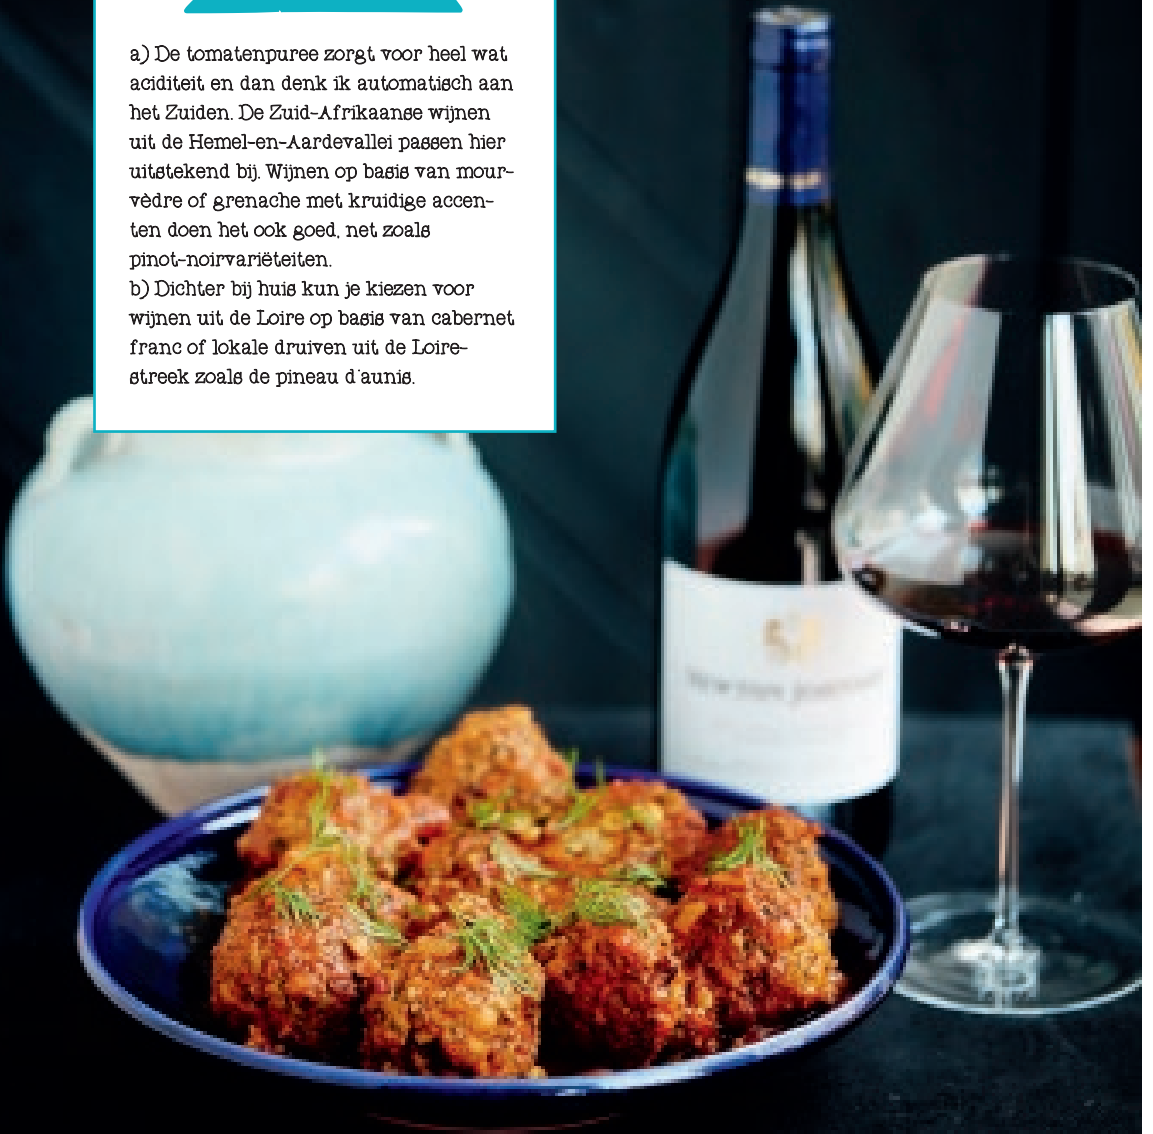 a) De tomatenpuree zorgt voor heel wat
aciditeit en dan denk ik automatisch aan
het Zuiden. De Zuid-Afrikaanse wijnen
uit de Hemel-en-Aardevallei passen hier
uitstekend bij. Wijnen op basis van mour-
vèdre of grenache met kruidige accen-
ten doen het ook goed, net zoals
pinot-noirvariëteiten.
b) Dichter bij huis kun je kiezen voor
wijnen uit de Loire op basis van cabernet
franc of lokale druiven uit de Loire-
streek zoals de pineau d'aunis.